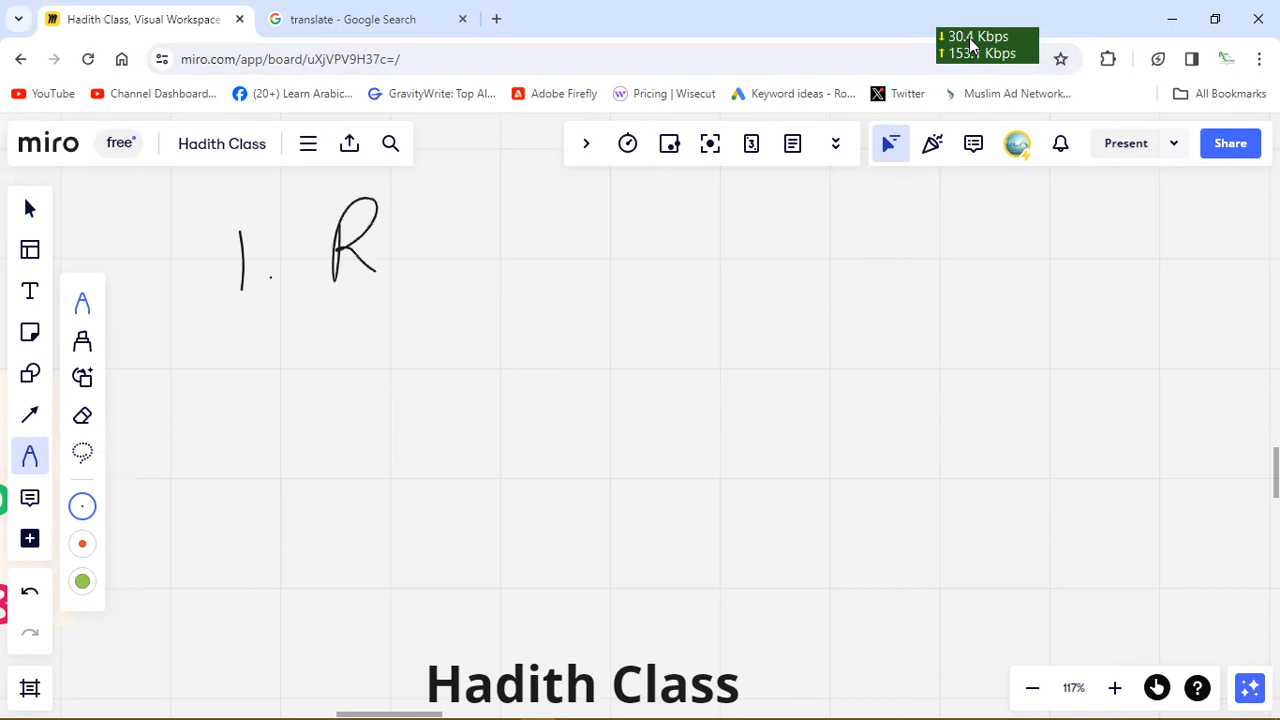 Hadith Class, Visual Workspace
translate - Google Search
30.4 Kbps
miro.com/app/board/
YouTube
Channel Dashboard...
(20+) Learn Arabic...
GravityWrite: Top Al...
Adobe Firefly
Pricing | Wisecut
Keyword ideas - Ro...
Twitter
Muslim Ad Network...
All Bookmarks
miro
free
Hadith Class
3
Present
Share
1. R
T
Hadith Class
117%
?